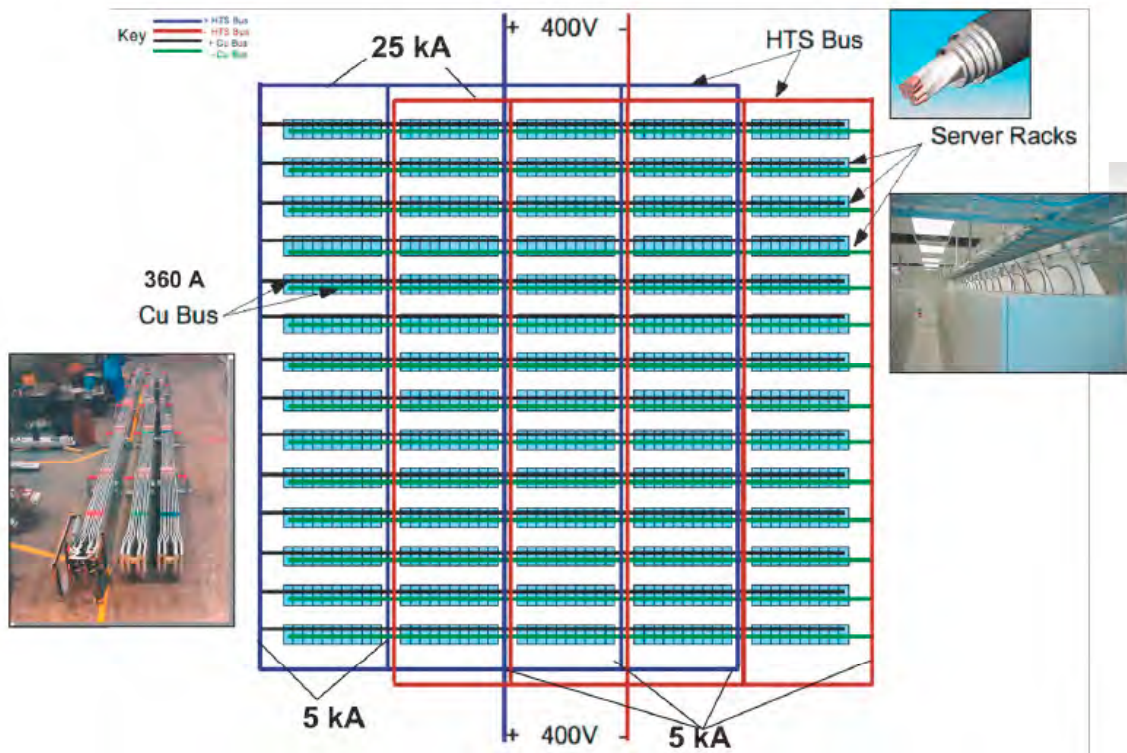 Key
+ HTS Bus
- HTS Bus
+ Cu Bus
- Cu Bus
+ 400V -
25 kA
HTS Bus
Server Racks
360 A
Cu Bus
5 kA
+ 400V -
5 kA